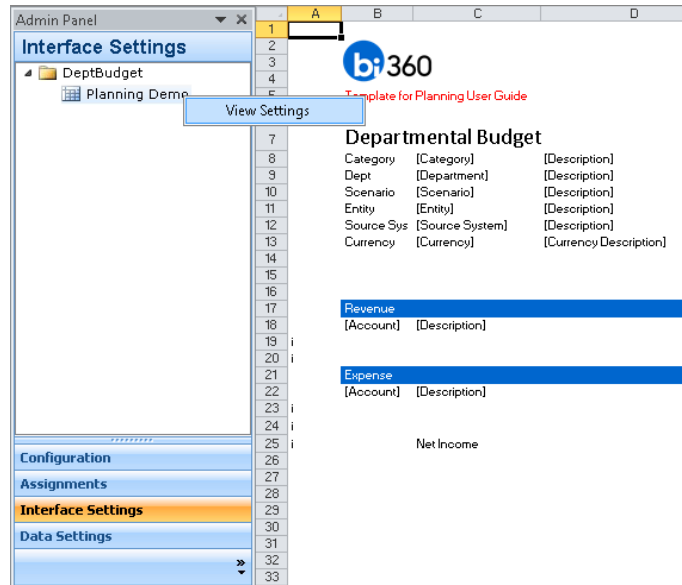 Admin Panel
Interface Settings
DeptBudget
Planning Demo
View Settings
Configuration
Assignments
Interface Settings
Data Settings
A B C D
1
2
3
4
5
7
8
9
10
11
12
13
14
15
16
17
18
19
20
21
22
23
24
25
26
27
28
29
30
31
32
33
bi 360
Template for Planning User Guide
Departmental Budget
Category [Category] [Description]
Dept [Department] [Description]
Scenario [Scenario] [Description]
Entity [Entity] [Description]
Source Sys [Source System] [Description]
Currency [Currency] [Currency Description]
Revenue
[Account] [Description]
i
i
Expense
[Account] [Description]
i
i
i Net Income